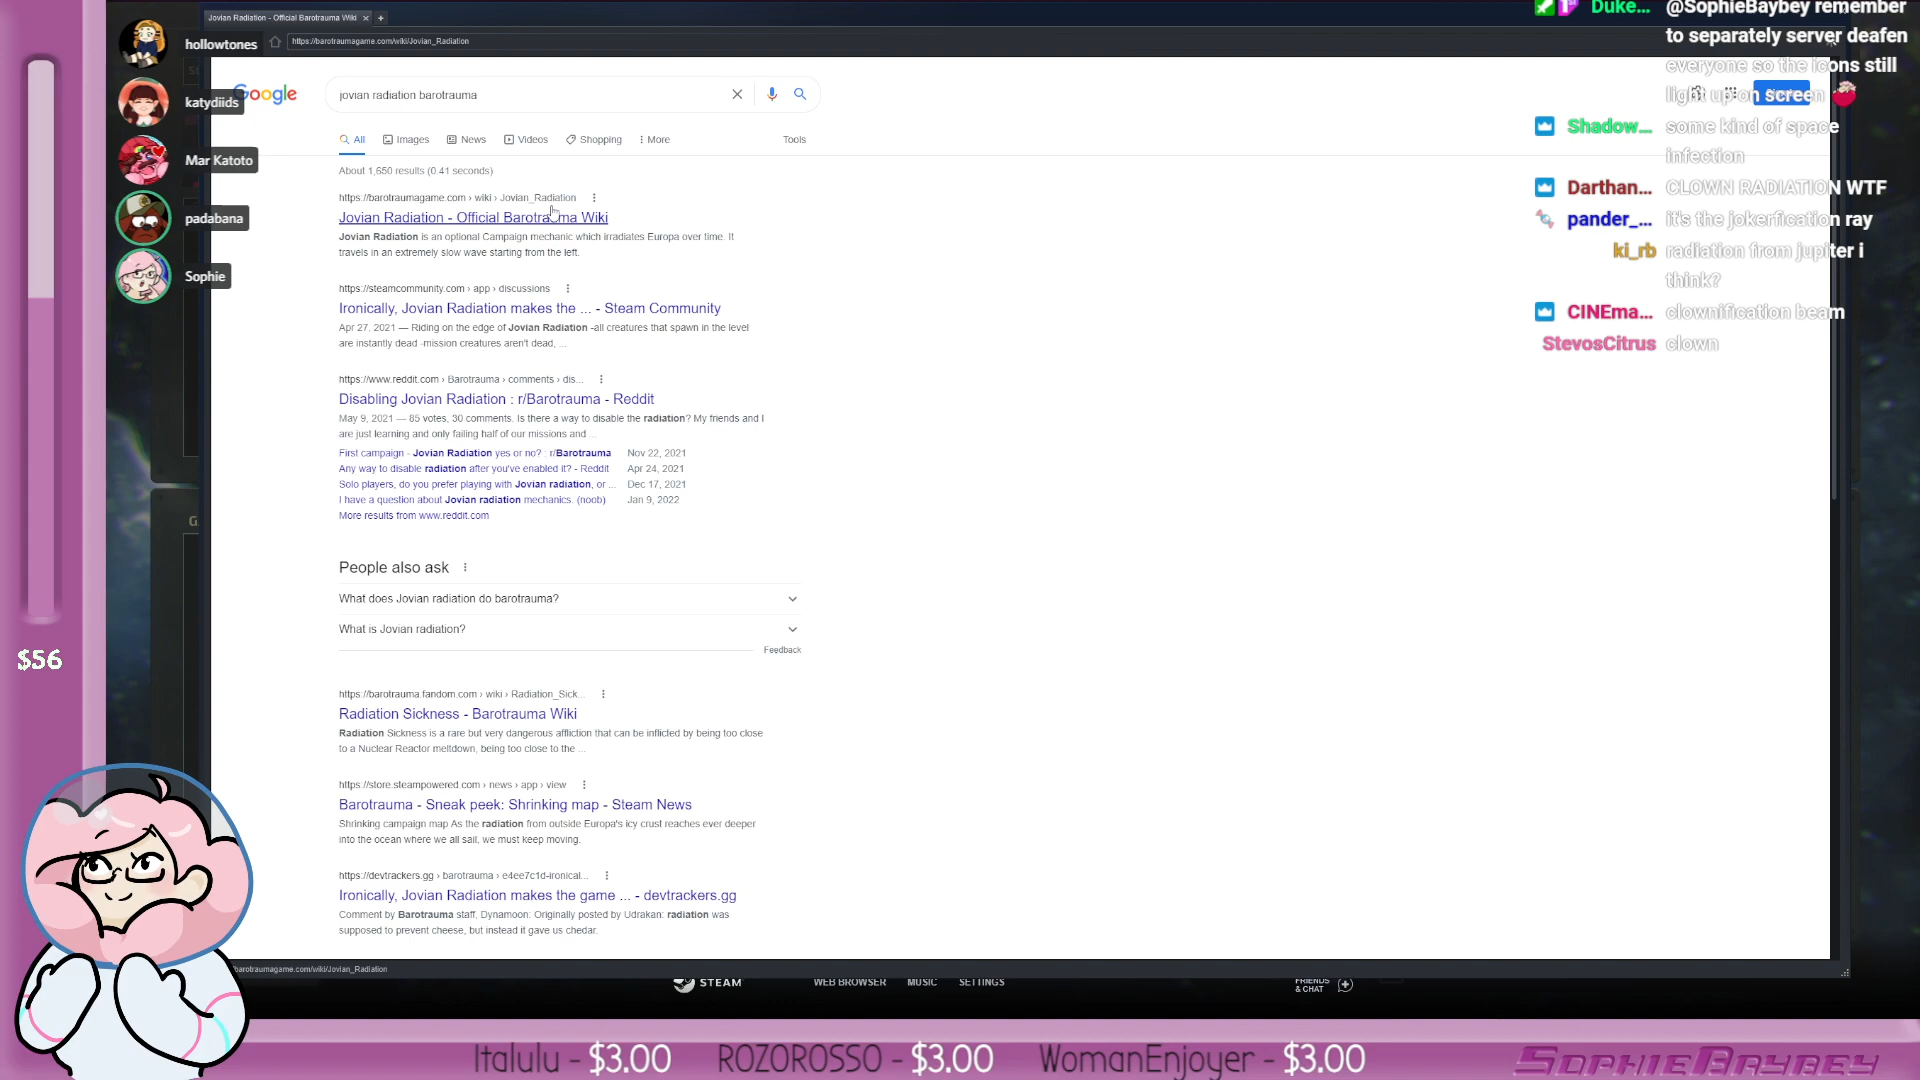 Jovian Radiation - Official Barotrauma Wiki
https://barotraumagame.com/wiki/Jovian_Radiation
hollowtones
katydiids
Mar Katoto
padabana
Sophie
$56
Google
jovian radiation barotrauma
All
Images
News
Videos
Shopping
More
Tools
About 1,650 results (0.41 seconds)
https://barotraumagame.com › wiki › Jovian_Radiation
Jovian Radiation - Official Barotrauma Wiki
Jovian Radiation is an optional Campaign mechanic which irradiates Europa over time. It
travels in an extremely slow wave starting from the left.
https://steamcommunity.com › app › discussions
Ironically, Jovian Radiation makes the ... - Steam Community
Apr 27, 2021 — Riding on the edge of Jovian Radiation -all creatures that spawn in the level
are instantly dead -mission creatures aren't dead, ...
https://www.reddit.com › Barotrauma › comments › dis...
Disabling Jovian Radiation : r/Barotrauma - Reddit
May 9, 2021 — 85 votes, 30 comments. Is there a way to disable the radiation? My friends and I
are just learning and only failing half of our missions and ...
First campaign - Jovian Radiation yes or no? : r/Barotrauma Nov 22, 2021
Any way to disable radiation after you've enabled it? - Reddit Apr 24, 2021
Solo players, do you prefer playing with Jovian radiation, or ... Dec 17, 2021
I have a question about Jovian radiation mechanics. (noob) Jan 9, 2022
More results from www.reddit.com
People also ask
What does Jovian radiation do barotrauma?
What is Jovian radiation?
Feedback
https://barotrauma.fandom.com › wiki › Radiation_Sick...
Radiation Sickness - Barotrauma Wiki
Radiation Sickness is a rare but very dangerous affliction that can be inflicted by being too close
to a Nuclear Reactor meltdown, being too close to the ...
https://store.steampowered.com › news › app › view
Barotrauma - Sneak peek: Shrinking map - Steam News
Shrinking campaign map As the radiation from outside Europa's icy crust reaches ever deeper
into the ocean where we all sail, we must keep moving.
https://devtrackers.gg › barotrauma › e4ee7c1d-ironical...
Ironically, Jovian Radiation makes the game ... - devtrackers.gg
Comment by Barotrauma staff, Dynamoon: Originally posted by Udrakan: radiation was
supposed to prevent cheese, but instead it gave us chedar.
barotraumagame.com/wiki/Jovian_Radiation
STEAM
WEB BROWSER
MUSIC
SETTINGS
FRIENDS
& CHAT
Duke... @SophieBaybey remember
to separately server deafen
everyone so the icons still
light up on screen
Shadow... some kind of space
infection
Darthan... CLOWN RADIATION WTF
pander_... it's the jokerfication ray
ki_rb radiation from jupiter i
think?
CINEma... clownification beam
StevosCitrus clown
Italulu - $3.00 ROZOROSSO - $3.00 WomanEnjoyer - $3.00
SOPHIEBAYBEY